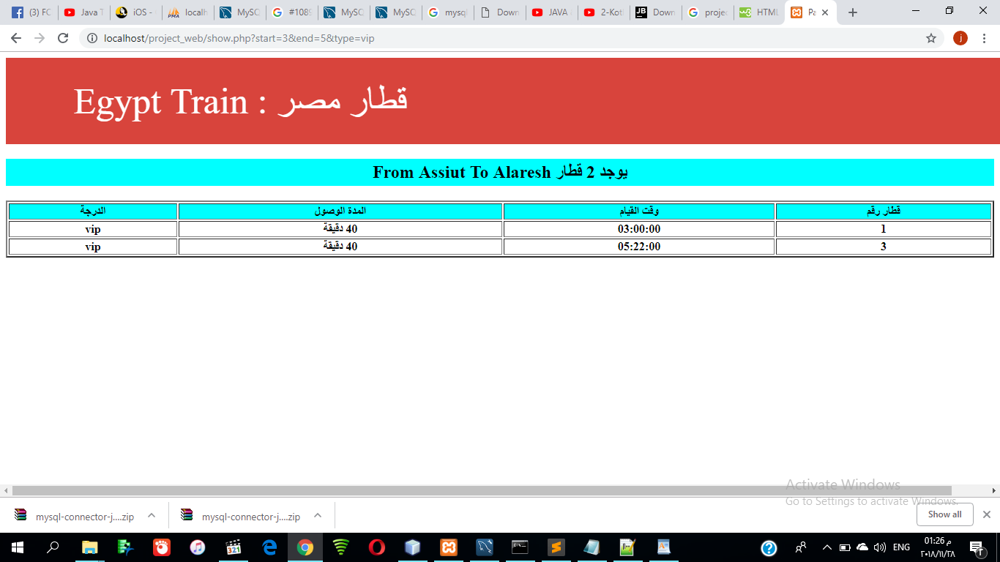 (3) FC
Java T
iOS -
localh
MySQ
#1089
MySQ
MySQ
mysql
Down
JAVA
2-Kotl
Down
projec
HTML
Pa
localhost/project_web/show.php?start=3&end=5&type=vip
Egypt Train : قطار مصر
From Assiut To Alaresh يوجد 2 قطار
الدرجة المدة الوصول وقت القيام قطار رقم
vip 40 دقيقة 03:00:00 1
vip 40 دقيقة 05:22:00 3
Activate Windows
Go to Settings to activate Windows.
mysql-connector-j....zip
mysql-connector-j....zip
Show all
ENG
01:26 م
٢٠١٨/١١/٢٨